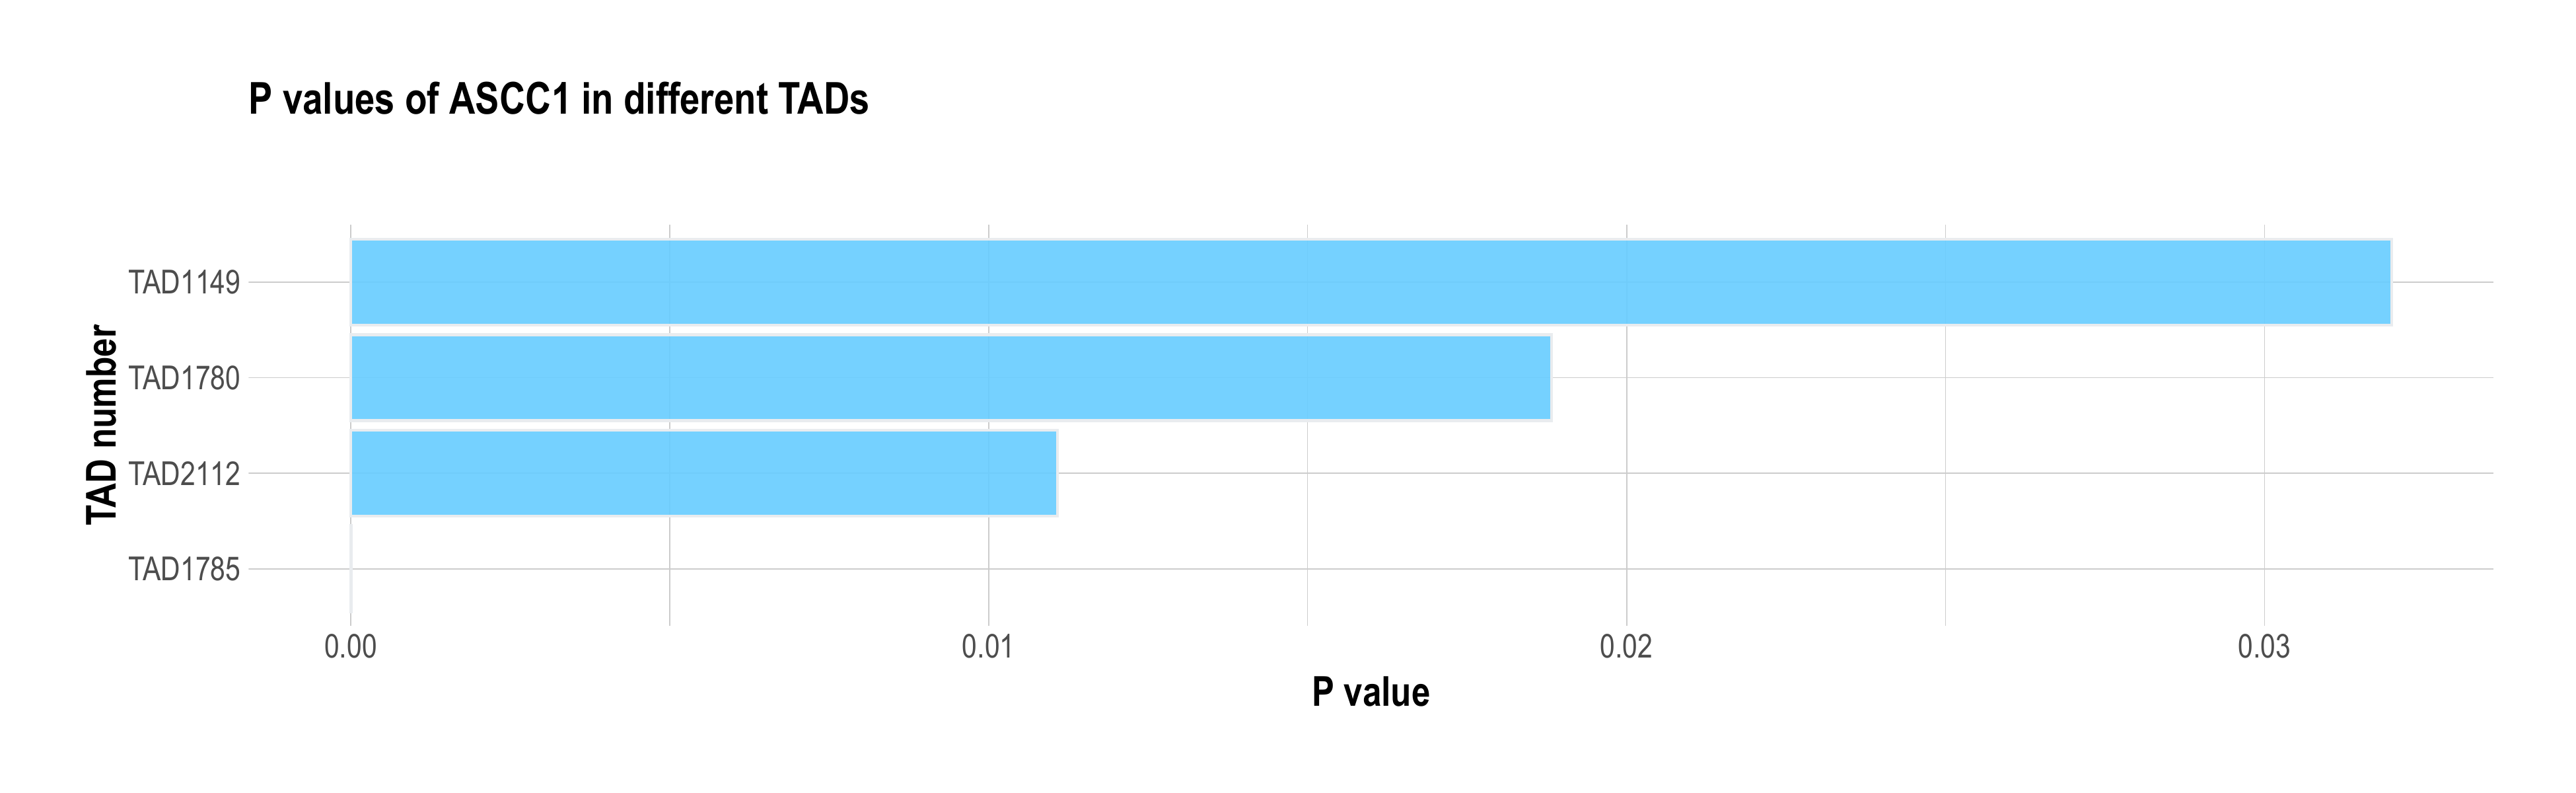 P values of ASCC1 in different TADs
TAD number
TAD1149
TAD1780
TAD2112
TAD1785
0.00 0.01 0.02 0.03
P value